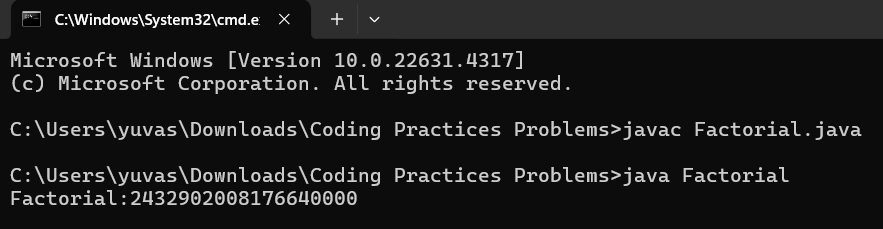 C:\Windows\System32\cmd.e
Microsoft Windows [Version 10.0.22631.4317]
(c) Microsoft Corporation. All rights reserved.
C:\Users\yuvas\Downloads\Coding Practices Problems>javac Factorial.java
C:\Users\yuvas\Downloads\Coding Practices Problems>java Factorial
Factorial:2432902008176640000